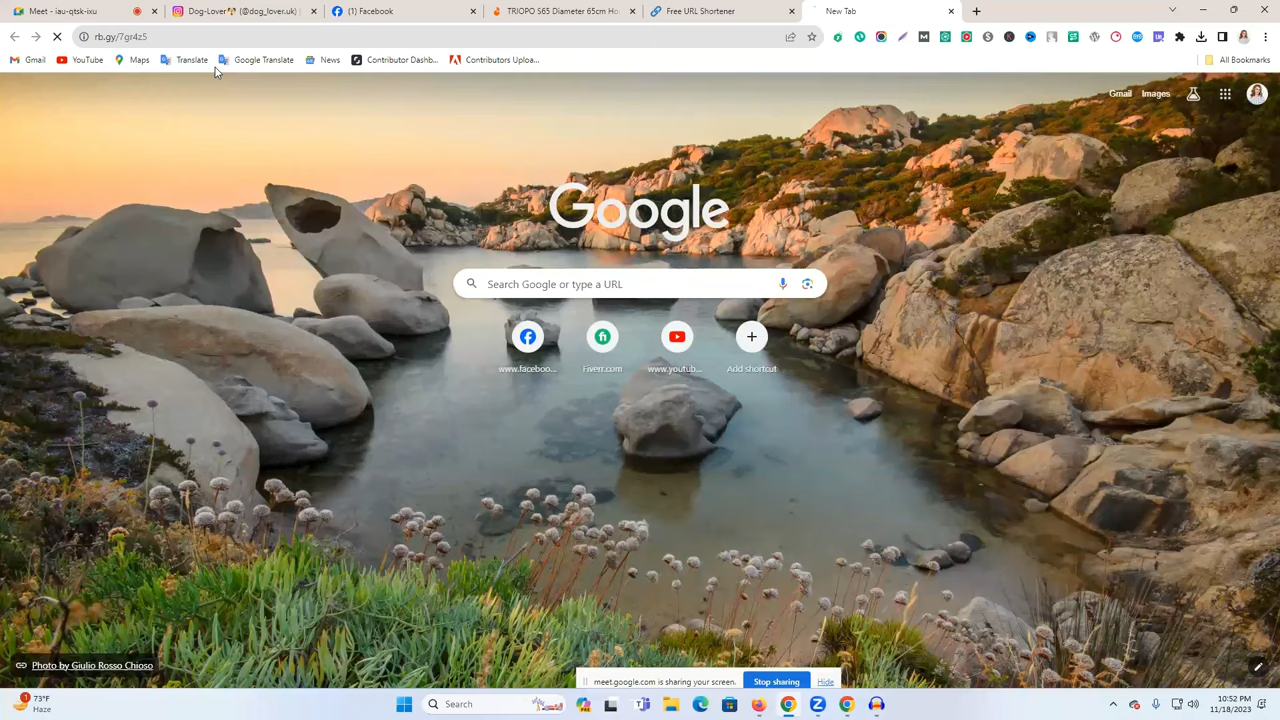 Meet - iau-qtsk-ixu
Dog-Lover🐕 (@dog_lover.uk) |
(1) Facebook
TRIOPO S65 Diameter 65cm Ho
Free URL Shortener
New Tab
rb.gy/7gr4z5
Gmail
YouTube
Maps
Translate
Google Translate
News
Contributor Dashb...
Contributors Uploa...
All Bookmarks
Gmail
Images
Google
Search Google or type a URL
www.faceboo...
Fiverr.com
www.youtub...
Add shortcut
Photo by Giulio Rosso Chioso
meet.google.com is sharing your screen.
Stop sharing
Hide
1
73°F
Haze
Search
10:52 PM
11/18/2023